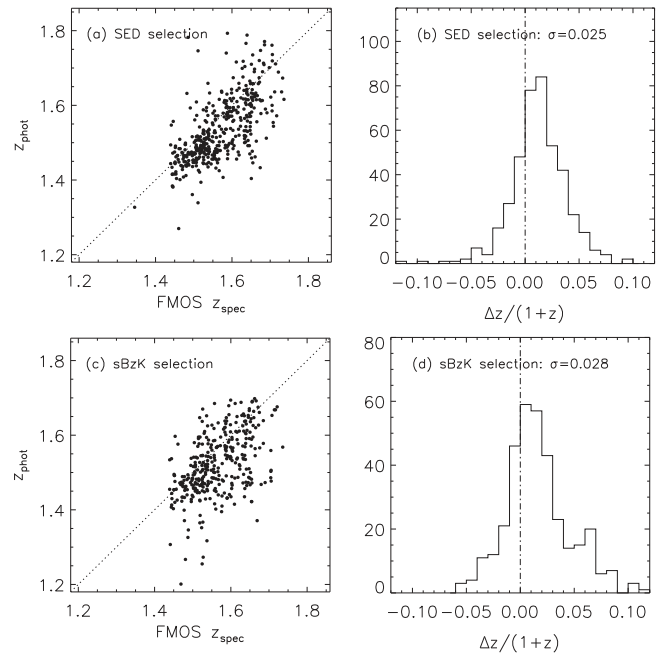 (a) SED selection
1.8
1.6
1.4
1.2
z_phot
1.2 1.4 1.6 1.8
FMOS z_spec
(b) SED selection: σ=0.025
100
80
60
40
20
0
-0.10 -0.05 0.00 0.05 0.10
Δz/(1+z)
(c) sBzK selection
1.8
1.6
1.4
1.2
z_phot
1.2 1.4 1.6 1.8
FMOS z_spec
(d) sBzK selection: σ=0.028
80
60
40
20
0
-0.10 -0.05 0.00 0.05 0.10
Δz/(1+z)